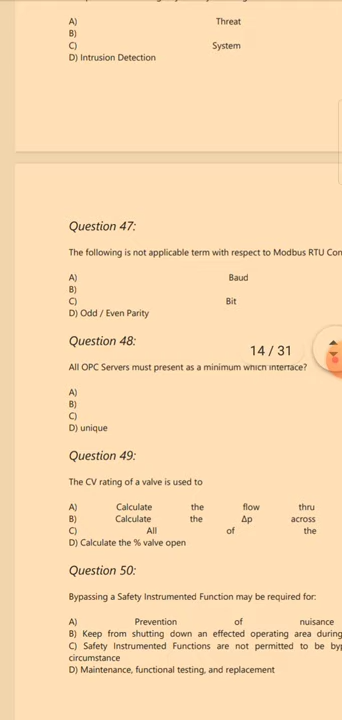 A) Threat
B)
C) System
D) Intrusion Detection
Question 47:
The following is not applicable term with respect to Modbus RTU Con
A) Baud
B)
C) Bit
D) Odd / Even Parity
Question 48:
14 / 31
All OPC Servers must present as a minimum which interface?
A)
B)
C)
D) unique
Question 49:
The CV rating of a valve is used to
A) Calculate the flow thru
B) Calculate the Δp across
C) All of the
D) Calculate the % valve open
Question 50:
Bypassing a Safety Instrumented Function may be required for:
A) Prevention of nuisance
B) Keep from shutting down an effected operating area during
C) Safety Instrumented Functions are not permitted to be byp
circumstance
D) Maintenance, functional testing, and replacement